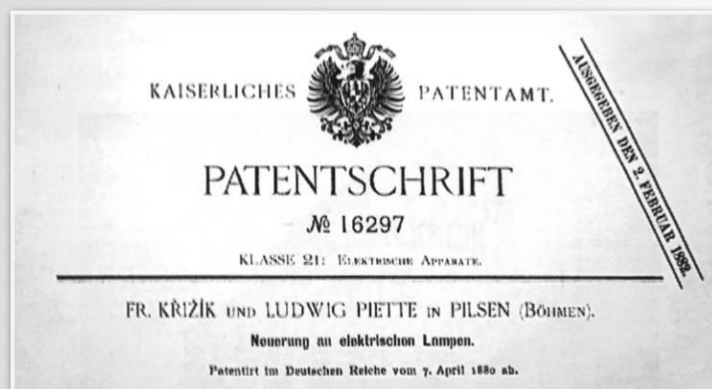 KAISERLICHES PATENTAMT.
AUSGEGEBEN DEN 2. FEBRUAR 1882.
PATENTSCHRIFT
№ 16297
KLASSE 21: ELEKTRISCHE APPARATE.
FR. KŘIŽÍK UND LUDWIG PIETTE IN PILSEN (BÖHMEN).
Neuerung an elektrischen Lampen.
Patentirt im Deutschen Reiche vom 7. April 1880 ab.